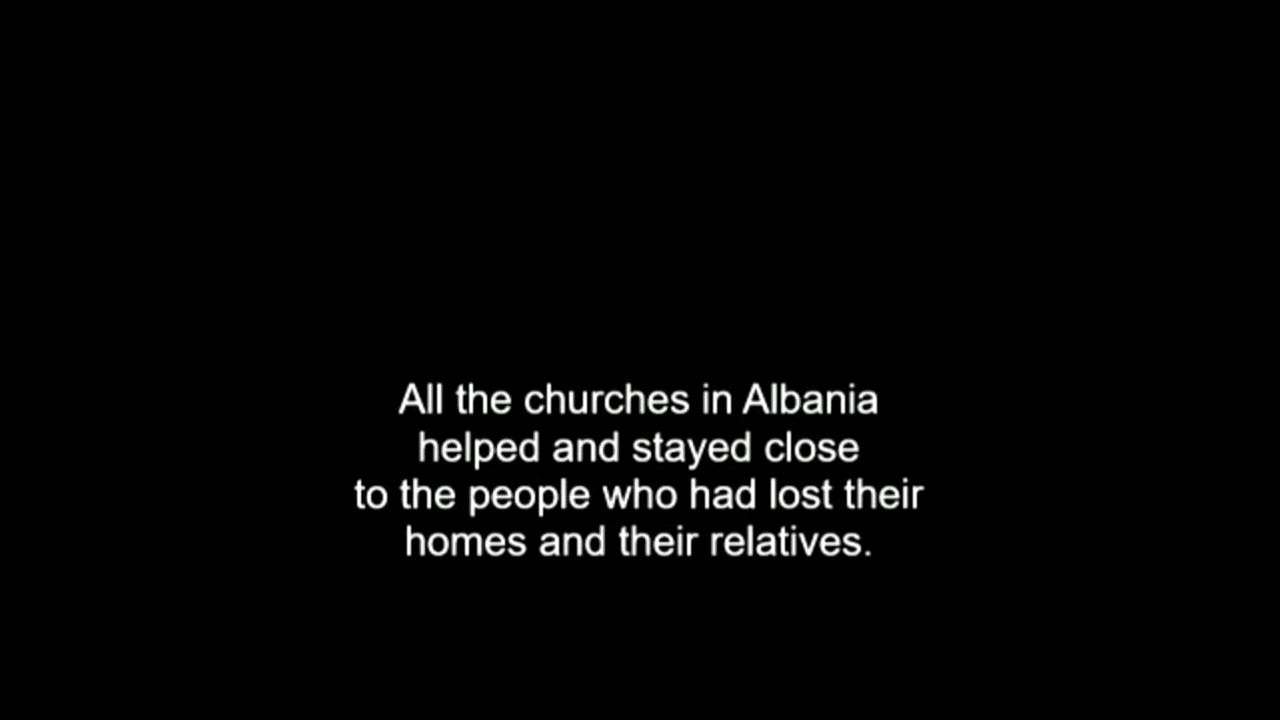 All the churches in Albania
helped and stayed close
to the people who had lost their
homes and their relatives.